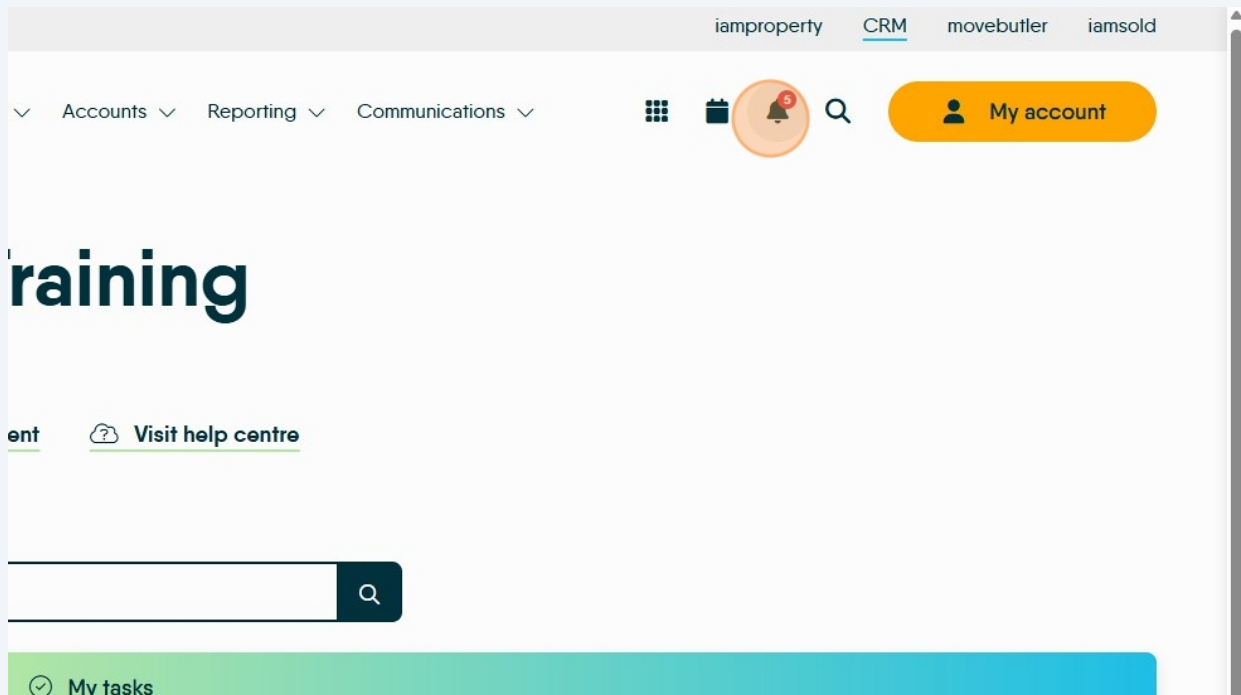 iamproperty CRM movebutler iamsold
Accounts Reporting Communications 5 My account
raining
ent Visit help centre
My tasks